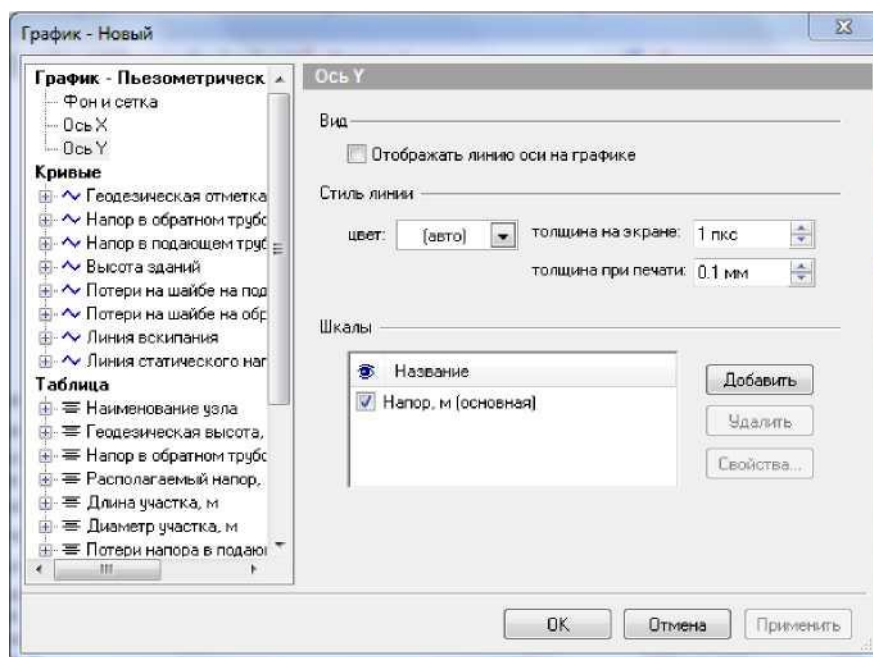 График - Новый
График - Пьезометрическ
Фон и сетка
Ось X
Ось Y
Кривые
Геодезическая отметка
Напор в обратном трубо
Напор в подающем труб
Высота зданий
Потери на шайбе на под
Потери на шайбе на обр
Линия вскипания
Линия статического наг
Таблица
Наименование узла
Геодезическая высота,
Напор в обратном трубо
Располагаемый напор,
Длина участка, м
Диаметр участка, м
Потери напора в подаю
Ось Y
Вид
Отображать линию оси на графике
Стиль линии
цвет: (авто) толщина на экране: 1 пкс
толщина при печати: 0.1 мм
Шкалы
Название
Напор, м (основная)
Добавить
Удалить
Свойства...
ОК Отмена Применить